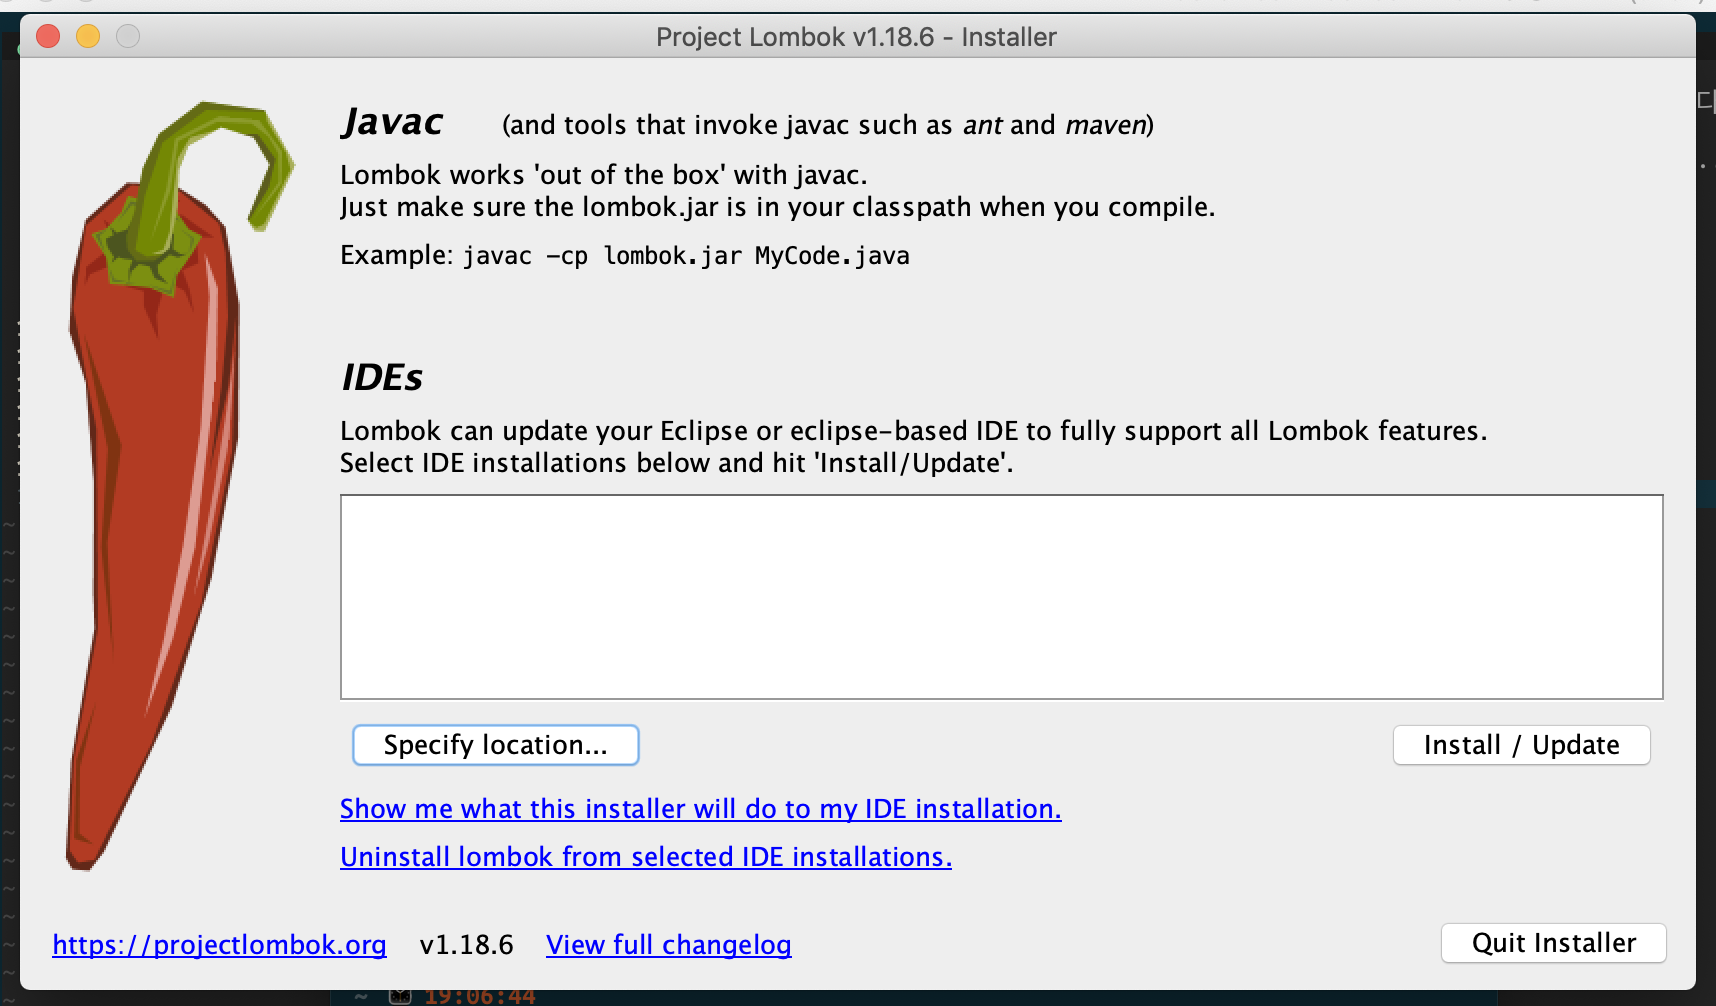 Project Lombok v1.18.6 - Installer
Javac (and tools that invoke javac such as ant and maven)
Lombok works 'out of the box' with javac.
Just make sure the lombok.jar is in your classpath when you compile.
Example: javac -cp lombok.jar MyCode.java
IDEs
Lombok can update your Eclipse or eclipse-based IDE to fully support all Lombok features.
Select IDE installations below and hit 'Install/Update'.
Specify location... Install / Update
Show me what this installer will do to my IDE installation.
Uninstall lombok from selected IDE installations.
https://projectlombok.org v1.18.6 View full changelog Quit Installer
~ 19:06:44